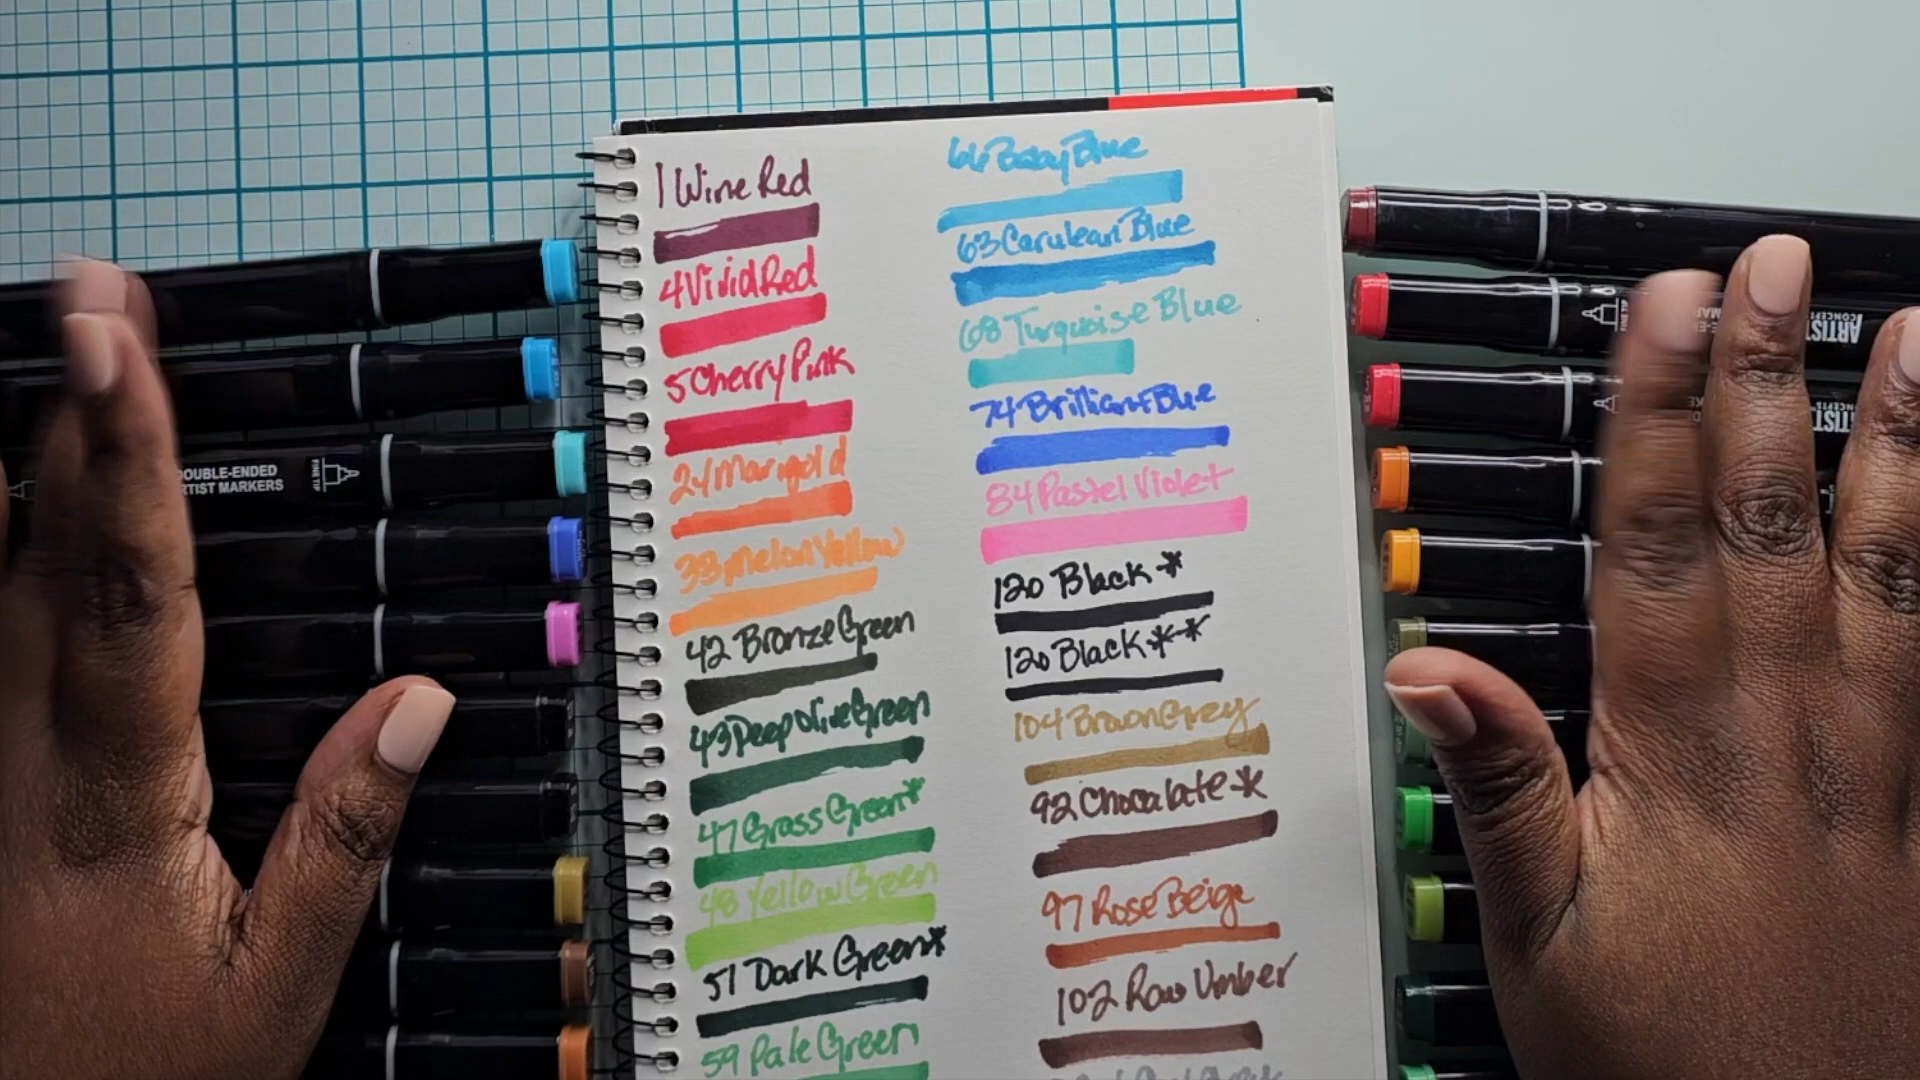 1 Wine Red
4 Vivid Red
5 Cherry Pink
24 Marigold
33 Melon Yellow
42 Bronze Green
43 Deep Olive Green
47 Grass Green*
48 Yellow Green
51 Dark Green*
59 Pale Green
66 Baby Blue
63 Cerulean Blue
68 Turquoise Blue
74 Brilliant Blue
84 Pastel Violet
120 Black *
120 Black **
104 Brown Grey
92 Chocolate *
97 Rose Beige
102 Raw Umber
DOUBLE-ENDED
ARTIST MARKERS
FINE TIP
ARTIST
CONCEPTS
ARTIST
CONCEPTS